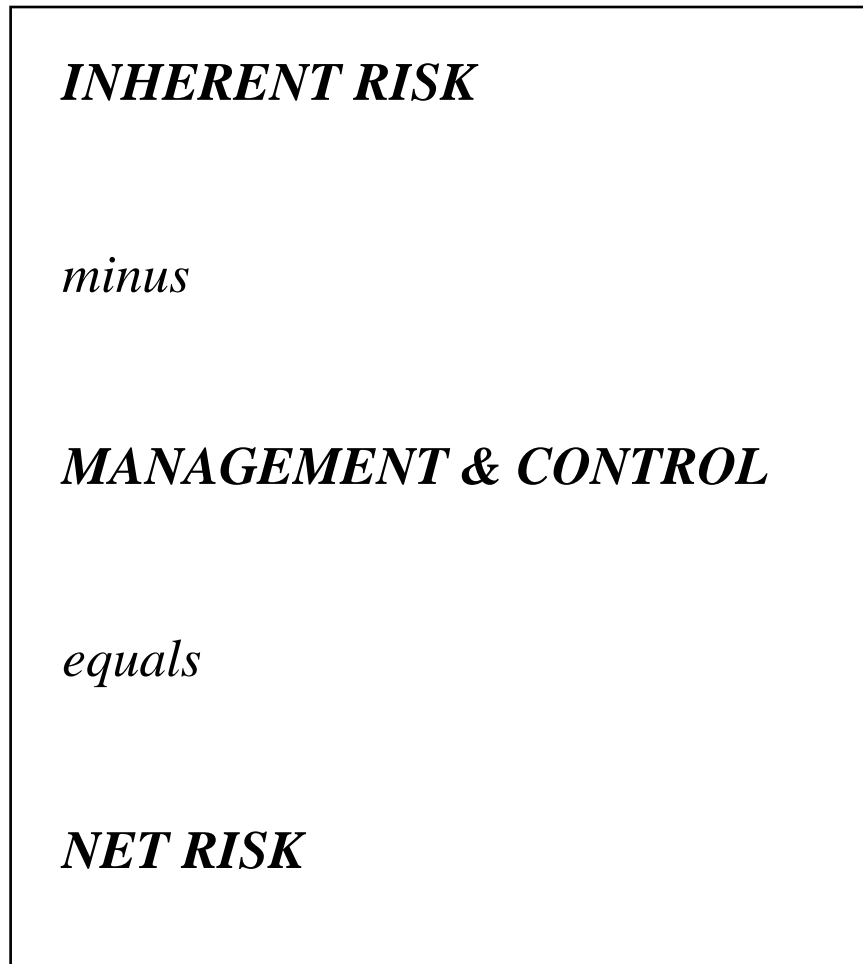 INHERENT RISK
minus
MANAGEMENT & CONTROL
equals
NET RISK